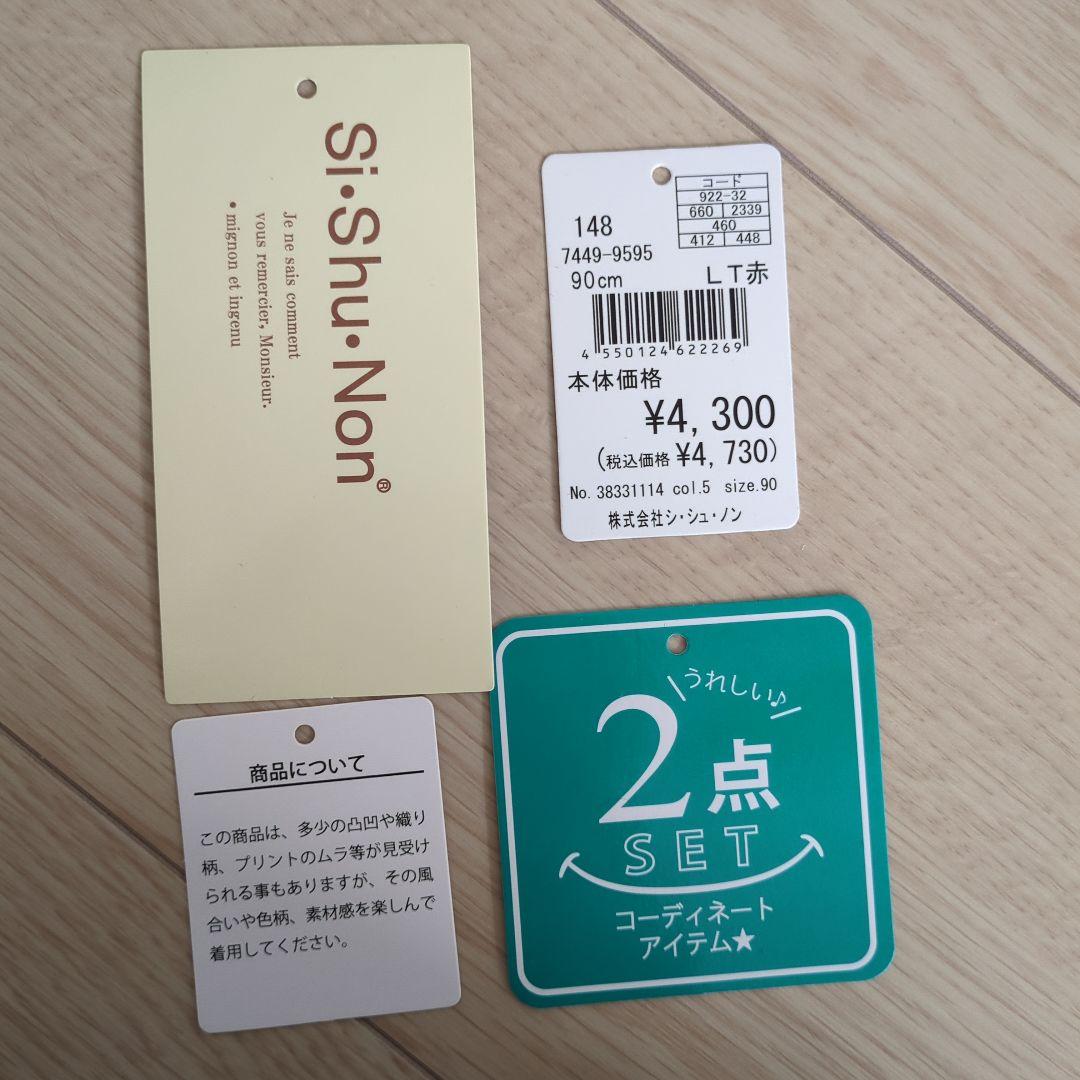 Si・Shu・Non®
Je ne sais comment
vous remercier, Monsieur.
• mignon et ingenu
コード
922-32
660 2339
460
412 448
148
7449-9595
90cm LT赤
4 550124 622269
本体価格
¥4,300
(税込価格 ¥4,730)
No. 38331114 col.5 size.90
株式会社シ・シュ・ノン
商品について
この商品は、多少の凸凹や織り
柄、プリントのムラ等が見受け
られる事もありますが、その風
合いや色柄、素材感を楽しんで
着用してください。
うれしい♪
2点
SET
コーディネート
アイテム★